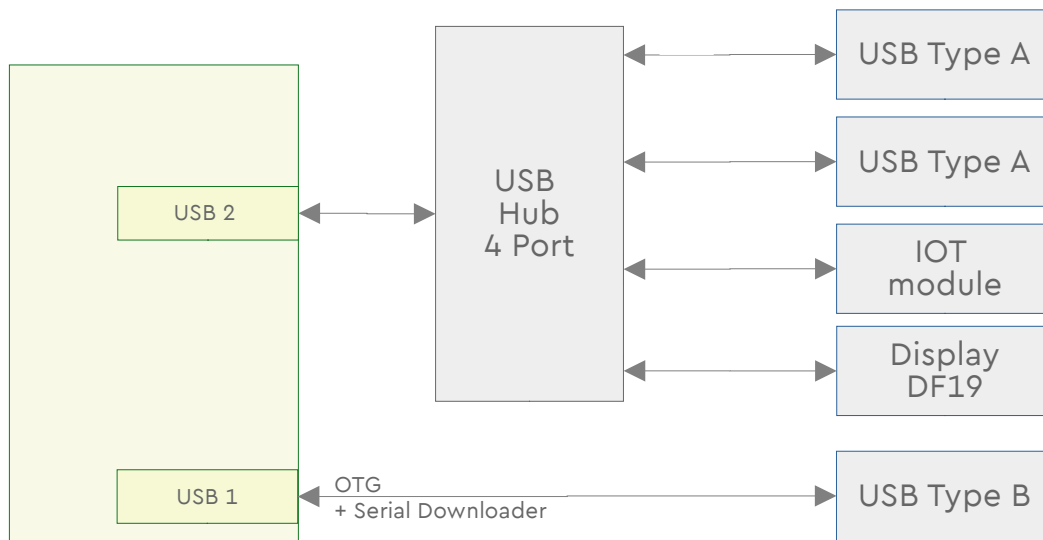 USB Type A
USB Type A
USB 2
USB
Hub
4 Port
IOT
module
Display
DF19
USB 1
OTG
+ Serial Downloader
USB Type B